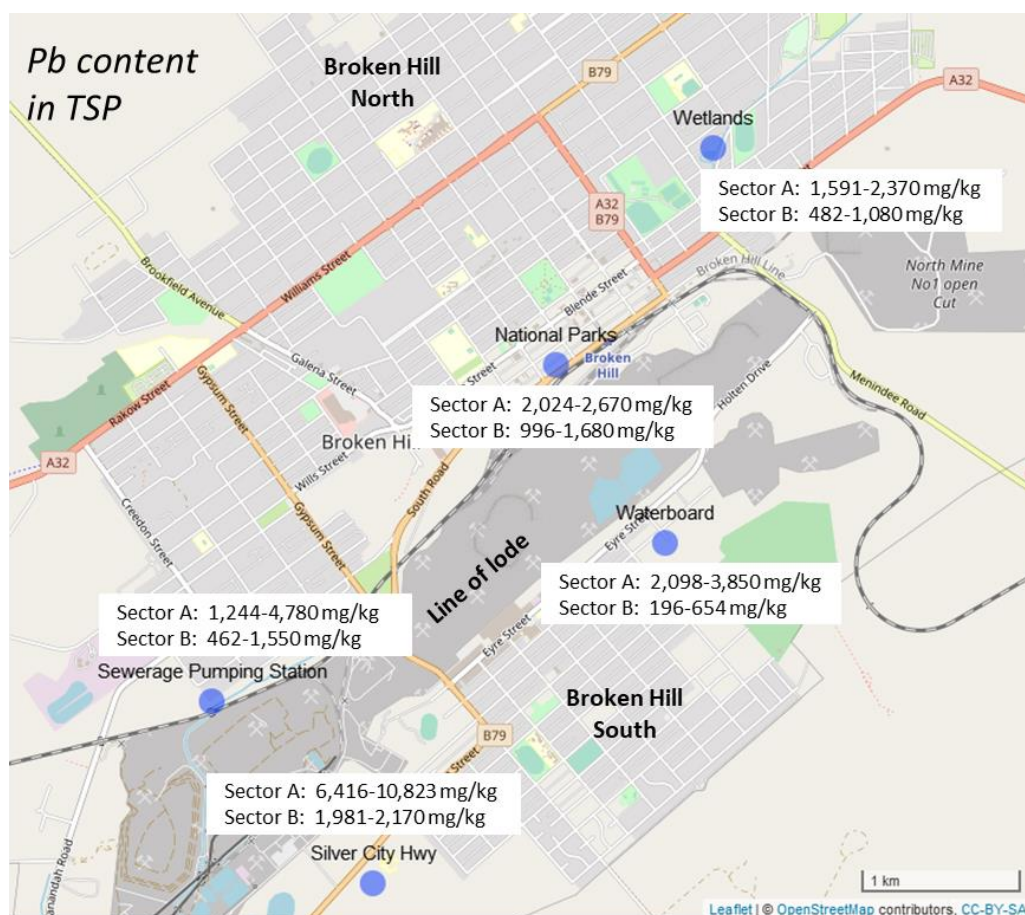 Pb content
in TSP
Broken Hill
North
B79
A32
Wetlands
Sector A: 1,591-2,370 mg/kg
Sector B: 482-1,080 mg/kg
A32
B79
Brookfield Avenue
Williams Street
Broken Hill Line
North Mine
No1 open
Cut
Blende Street
National Parks
Broken
Hill
Galena Street
Street
Holten Drive
Menindee Road
Rakow Street
Gypsum Street
Sector A: 2,024-2,670 mg/kg
Sector B: 996-1,680 mg/kg
Broken Hil
A32
Wills Street
South Road
Creedon Street
Gypsum Street
Waterboard
Eyre Stree
Line of lode
Sector A: 2,098-3,850 mg/kg
Sector B: 196-654 mg/kg
Sector A: 1,244-4,780 mg/kg
Sector B: 462-1,550 mg/kg
Eyre Street
Sewerage Pumping Station
Broken Hill
South
B79
Street
Sector A: 6,416-10,823 mg/kg
Sector B: 1,981-2,170 mg/kg
Silver City Hwy
anandah Road
1 km
Leaflet | © OpenStreetMap contributors, CC-BY-SA